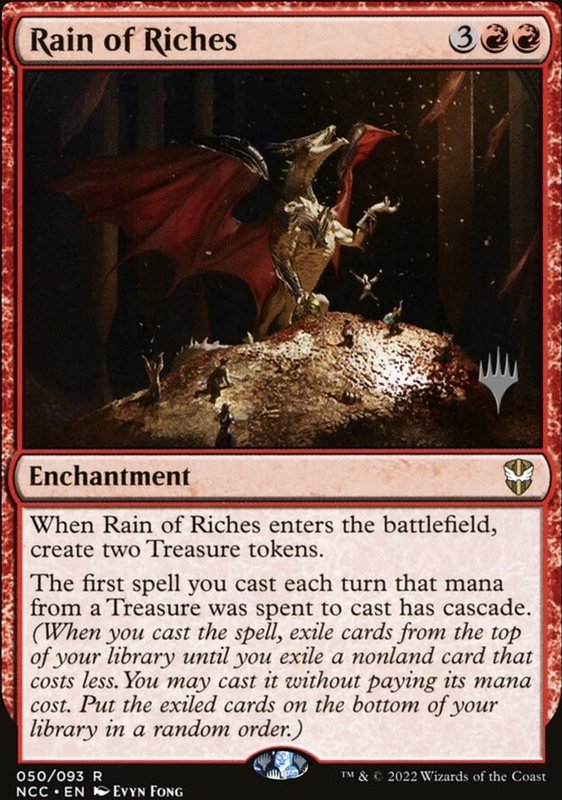 Rain of Riches 3
Enchantment
When Rain of Riches enters the battlefield,
create two Treasure tokens.
The first spell you cast each turn that mana
from a Treasure was spent to cast has cascade.
(When you cast the spell, exile cards from the top
of your library until you exile a nonland card that
costs less. You may cast it without paying its mana
cost. Put the exiled cards on the bottom of your
library in a random order.)
050/093 R
NCC • EN Evyn Fong
™ & © 2022 Wizards of the Coast